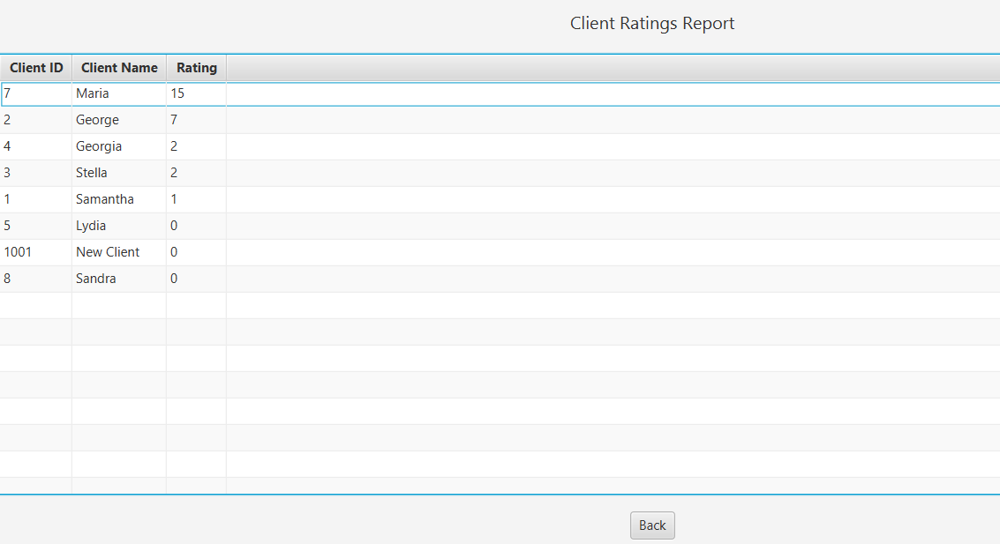 Client Ratings Report
Client ID Client Name Rating
7 Maria 15
2 George 7
4 Georgia 2
3 Stella 2
1 Samantha 1
5 Lydia 0
1001 New Client 0
8 Sandra 0
Back